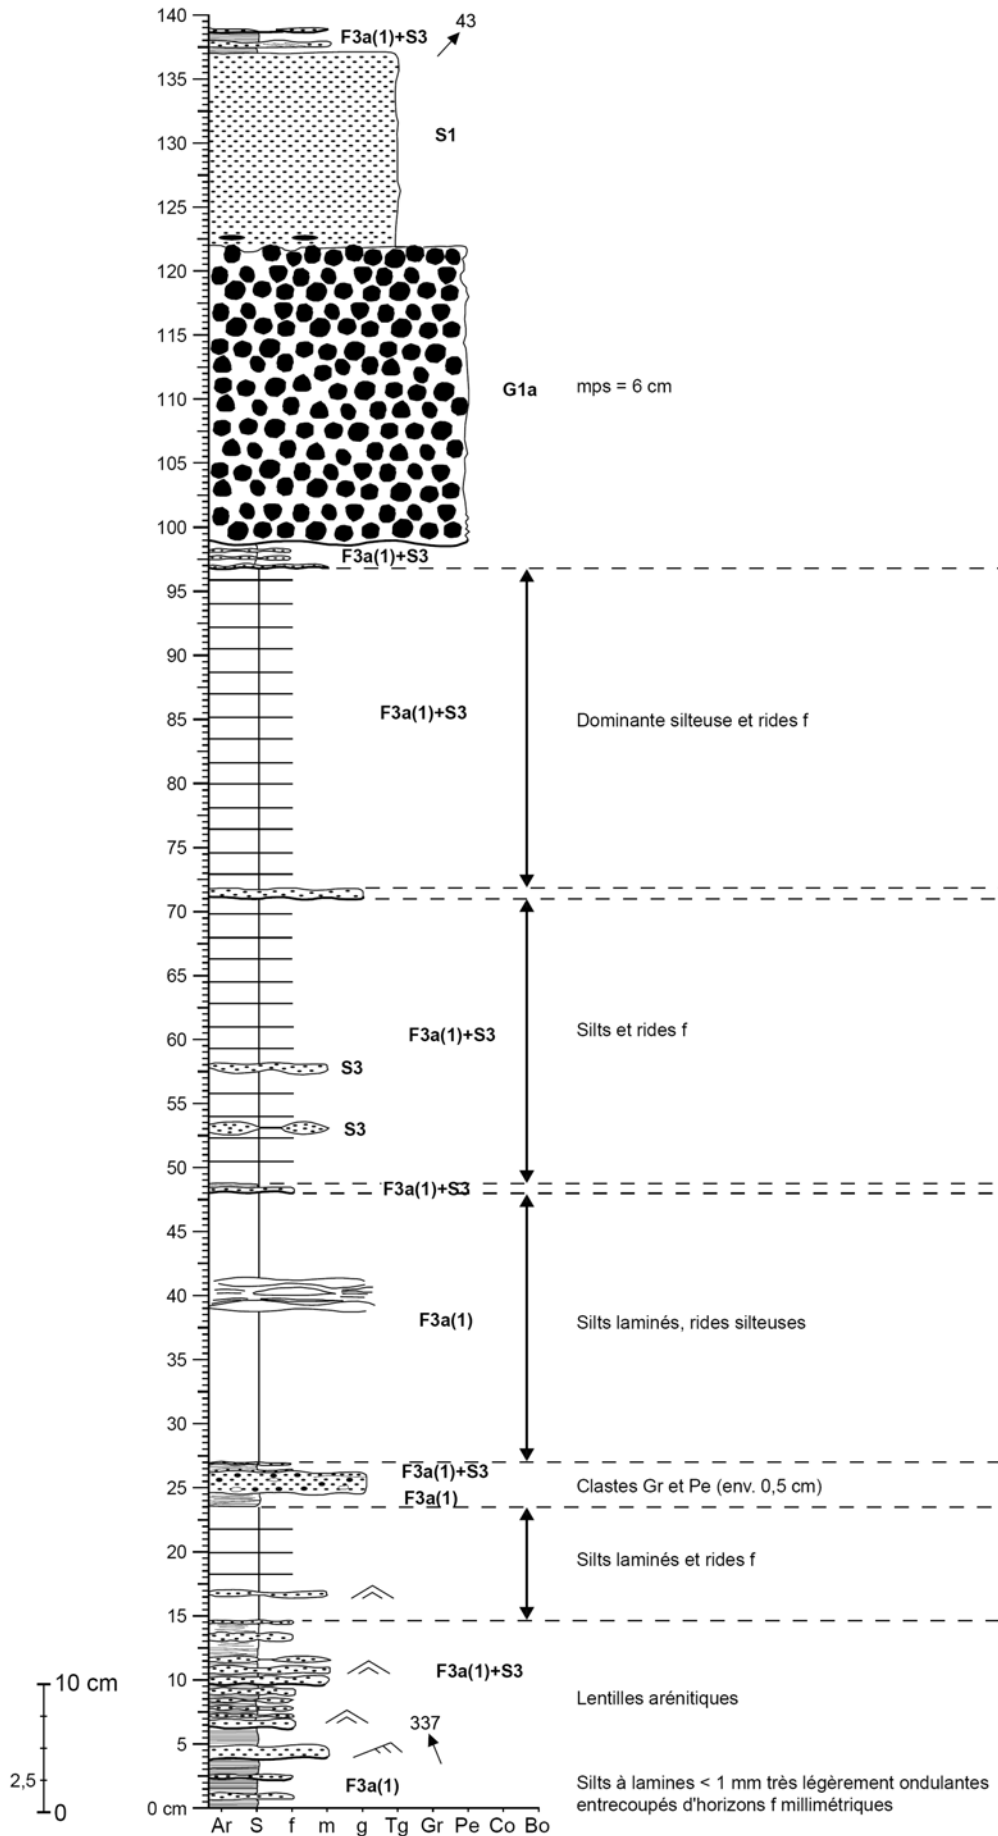 140
43
F3a(1)+S3
135
S1
130
125
120
115
G1a mps = 6 cm
110
105
100
F3a(1)+S3
95
90
F3a(1)+S3 Dominante silteuse et rides f
85
80
75
70
65
F3a(1)+S3 Silts et rides f
60
S3
55
S3
50
F3a(1)+S3
45
40
F3a(1) Silts laminés, rides silteuses
35
30
F3a(1)+S3
25 Clastes Gr et Pe (env. 0,5 cm)
F3a(1)
20 Silts laminés et rides f
15
F3a(1)+S3
10 cm 10 Lentilles arénitiques
337
5
2,5 F3a(1) Silts à lamines < 1 mm très légèrement ondulantes
0 0 cm entrecoupés d'horizons f millimétriques
Ar S f m g Tg Gr Pe Co Bo